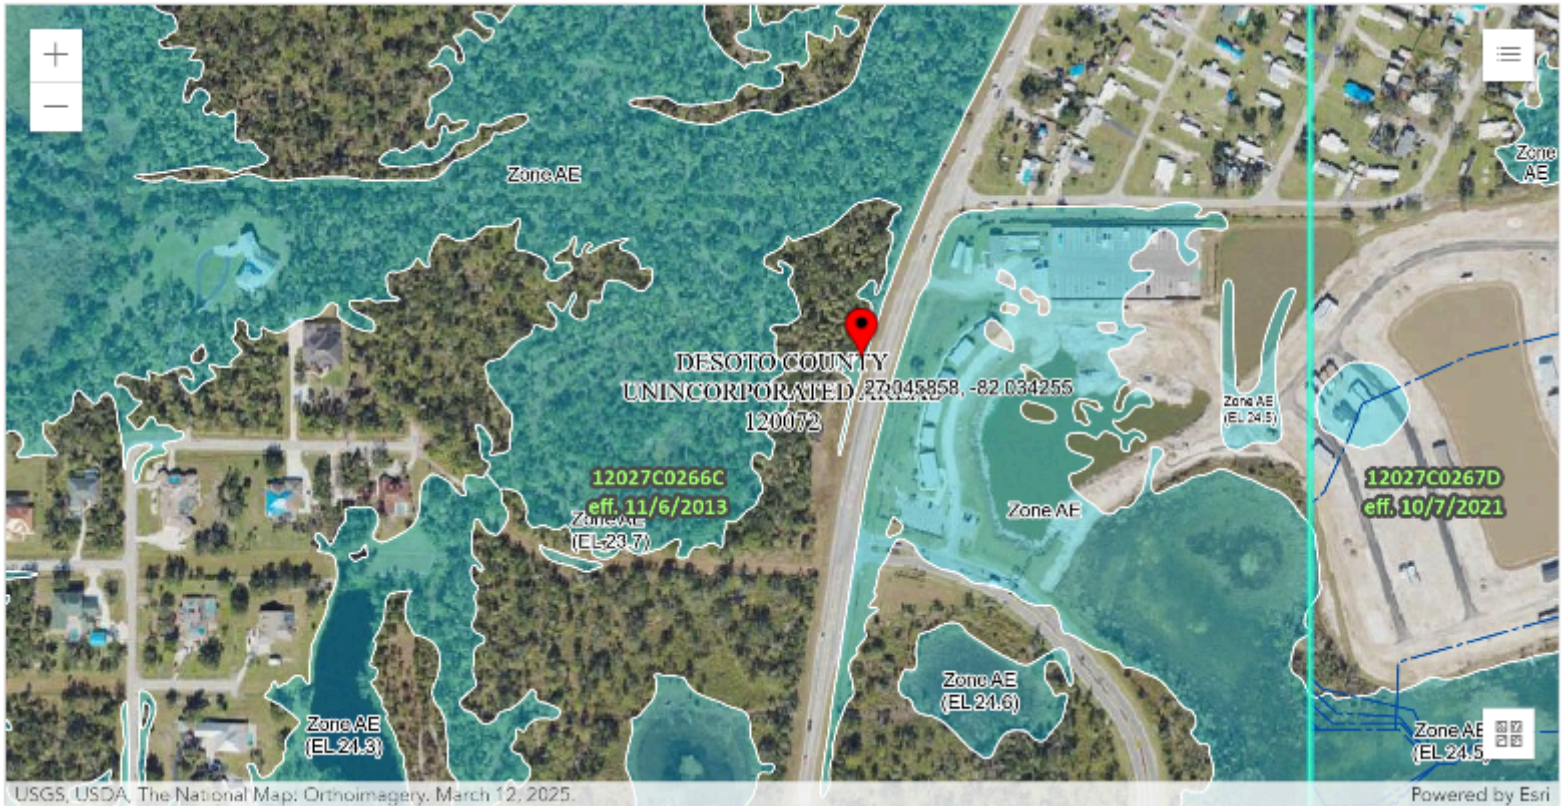 Zone AE
Zone
AE
DESOTO COUNTY
UNINCORPORATED
27.045858, -82.034255
120072
Zone AE
(EL 24.5)
12027C0266C
eff. 11/6/2013
12027C0267D
eff. 10/7/2021
Zone AE
(EL 23.7)
Zone AE
Zone AE
(EL 24.6)
Zone AE
(EL 24.3)
Zone AE
(EL 24.5
USGS, USDA, The National Map: Orthoimagery. March 12, 2025.
Powered by Esri